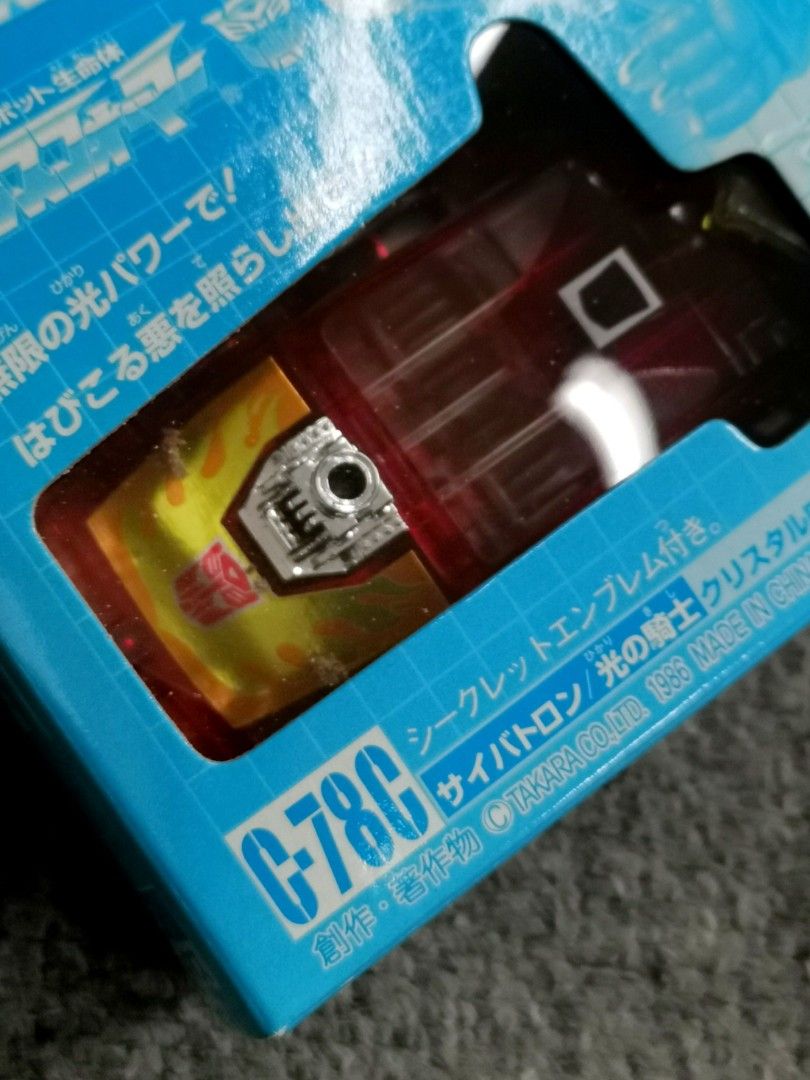 ボット生命体
無限の光パワーで！
はびこる悪を照らし
シークレットエンブレム付き。
C-78C
サイバトロン/光の騎士 クリスタル
創作・著作物 ©TAKARA CO.,LTD. 1986 MADE IN CHIN